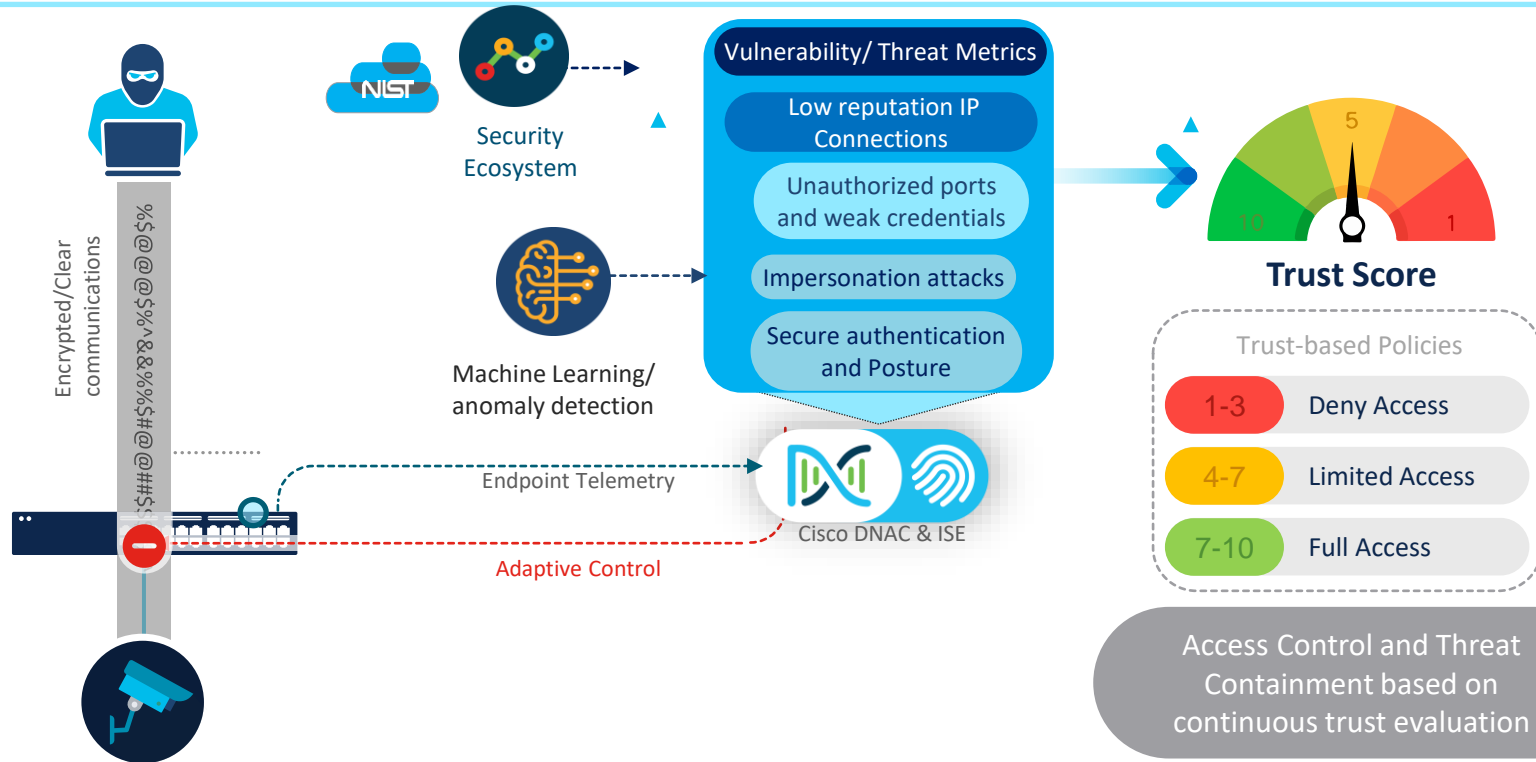 NIST
Security
Ecosystem
Encrypted/Clear
communications
%$@@@$%^&&%%$#@@##$$
Machine Learning/
anomaly detection
Endpoint Telemetry
Adaptive Control
Vulnerability/ Threat Metrics
Low reputation IP
Connections
Unauthorized ports
and weak credentials
Impersonation attacks
Secure authentication
and Posture
Cisco DNAC & ISE
10
5
1
Trust Score
Trust-based Policies
1-3 Deny Access
4-7 Limited Access
7-10 Full Access
Access Control and Threat
Containment based on
continuous trust evaluation